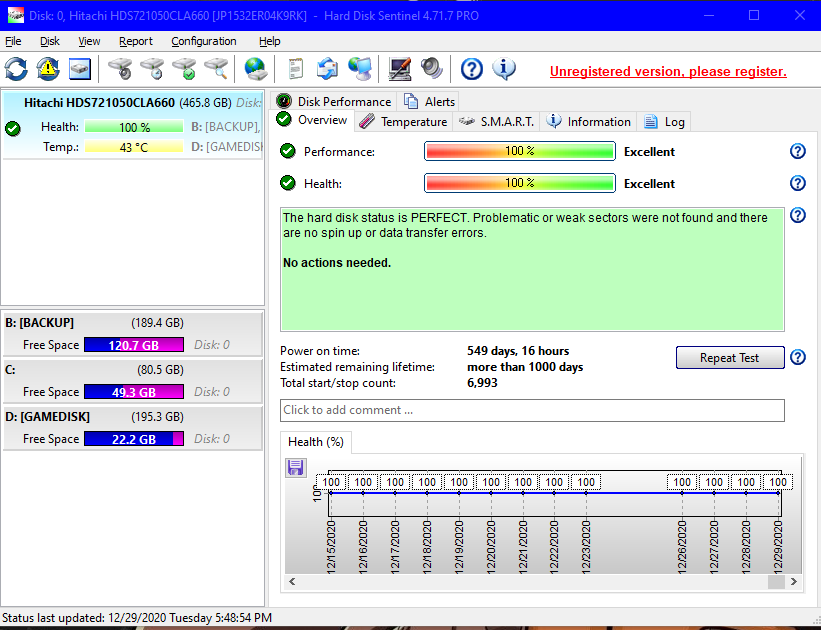 Disk: 0, Hitachi HDS721050CLA660 [JP1532ER04K9RK] - Hard Disk Sentinel 4.71.7 PRO
File Disk View Report Configuration Help
Unregistered version, please register.
Hitachi HDS721050CLA660 (465.8 GB) Disk:
Health: 100 % B: [BACKUP],
Temp.: 43 °C D: [GAMEDISK
B: [BACKUP] (189.4 GB)
Free Space 120.7 GB Disk: 0
C: (80.5 GB)
Free Space 49.3 GB Disk: 0
D: [GAMEDISK] (195.3 GB)
Free Space 22.2 GB Disk: 0
Disk Performance Alerts
Overview Temperature S.M.A.R.T. Information Log
Performance: 100 % Excellent
Health: 100 % Excellent
The hard disk status is PERFECT. Problematic or weak sectors were not found and there
are no spin up or data transfer errors.
No actions needed.
Power on time: 549 days, 16 hours
Estimated remaining lifetime: more than 1000 days
Total start/stop count: 6,993
Repeat Test
Click to add comment ...
Health (%)
100 100 100 100 100 100 100 100 100 100 100 100 100
100
12/15/2020 12/16/2020 12/17/2020 12/18/2020 12/19/2020 12/20/2020 12/21/2020 12/22/2020 12/23/2020 12/26/2020 12/27/2020 12/28/2020 12/29/2020
Status last updated: 12/29/2020 Tuesday 5:48:54 PM